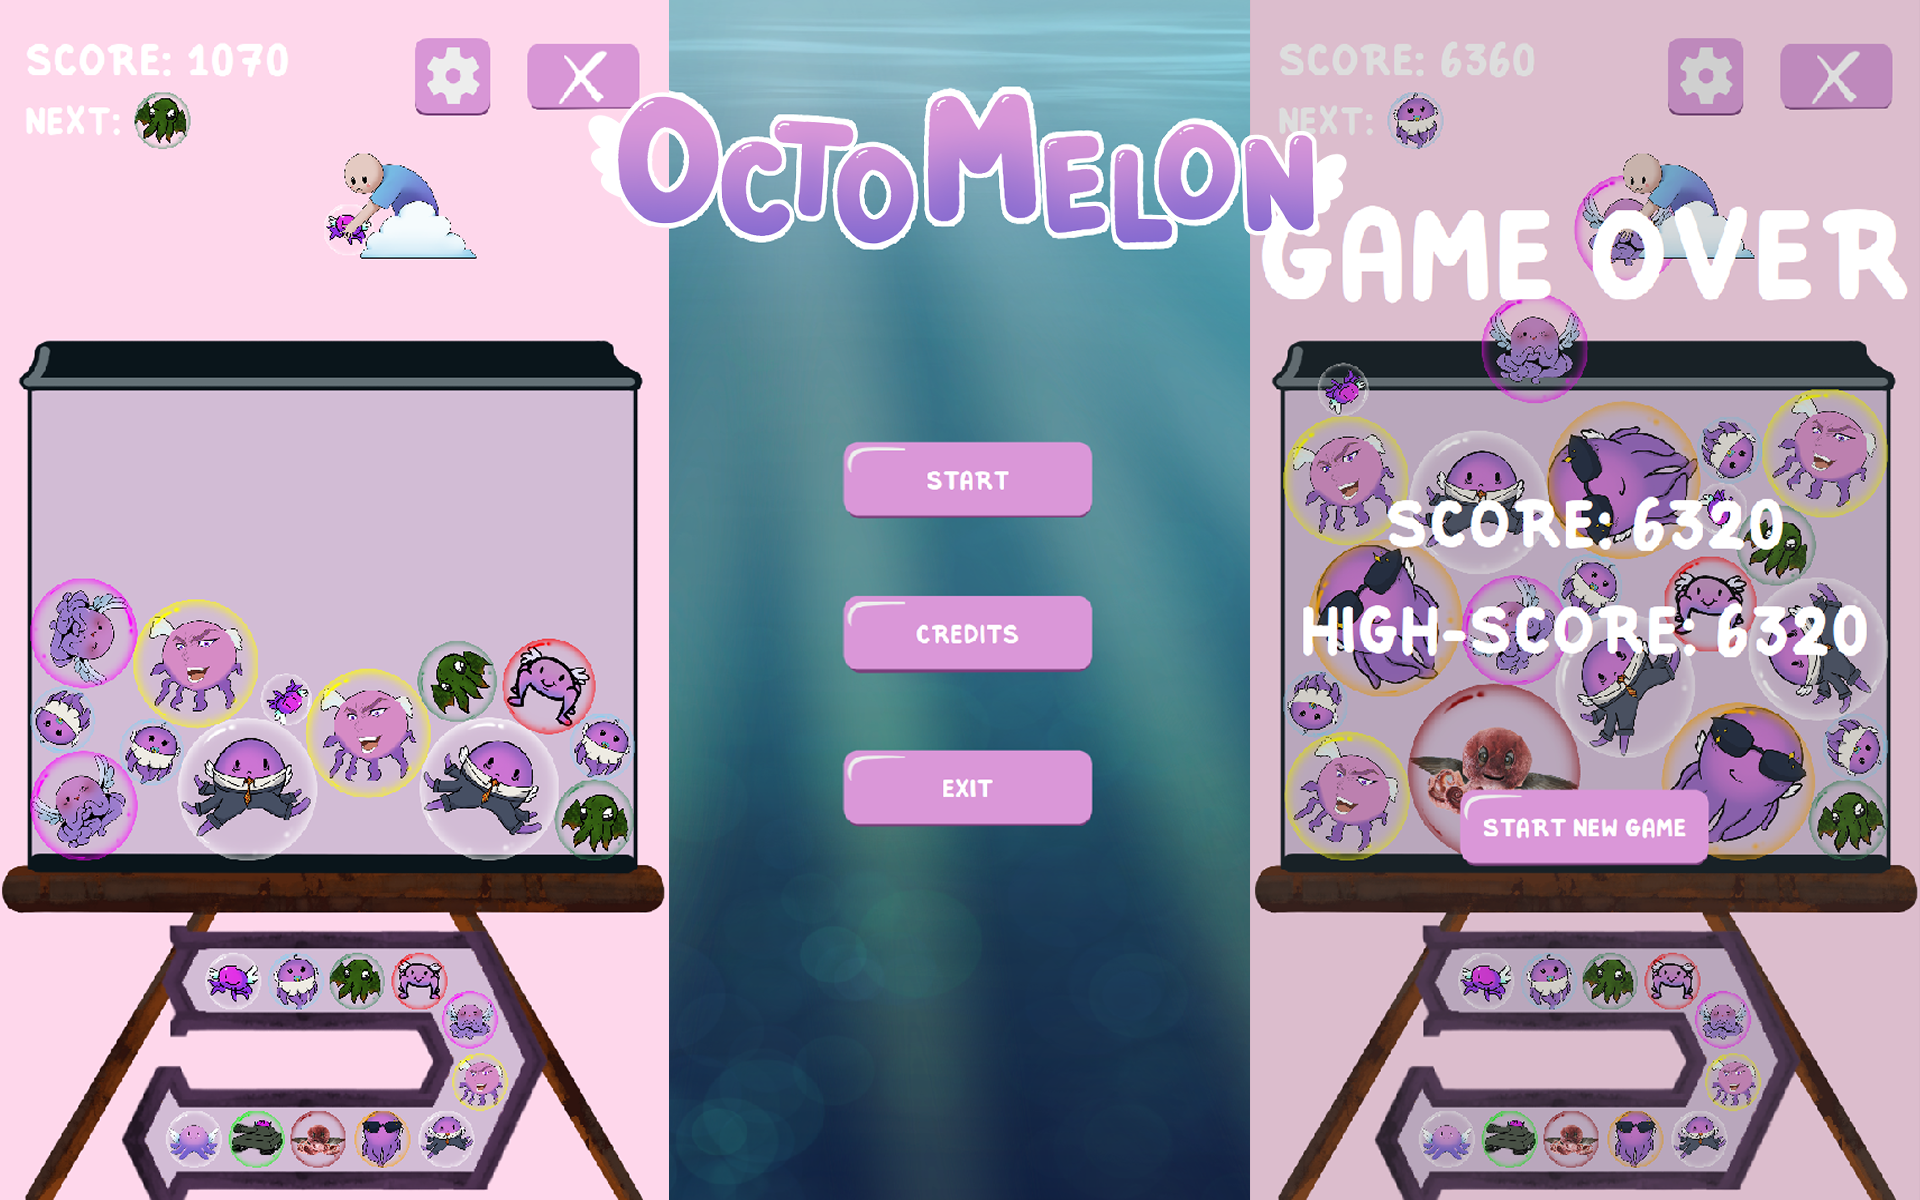 SCORE: 1070
NEXT:
X
OCTOMELON
START
CREDITS
EXIT
SCORE: 6360
NEXT:
X
GAME OVER
SCORE: 6320
HIGH-SCORE: 6320
START NEW GAME